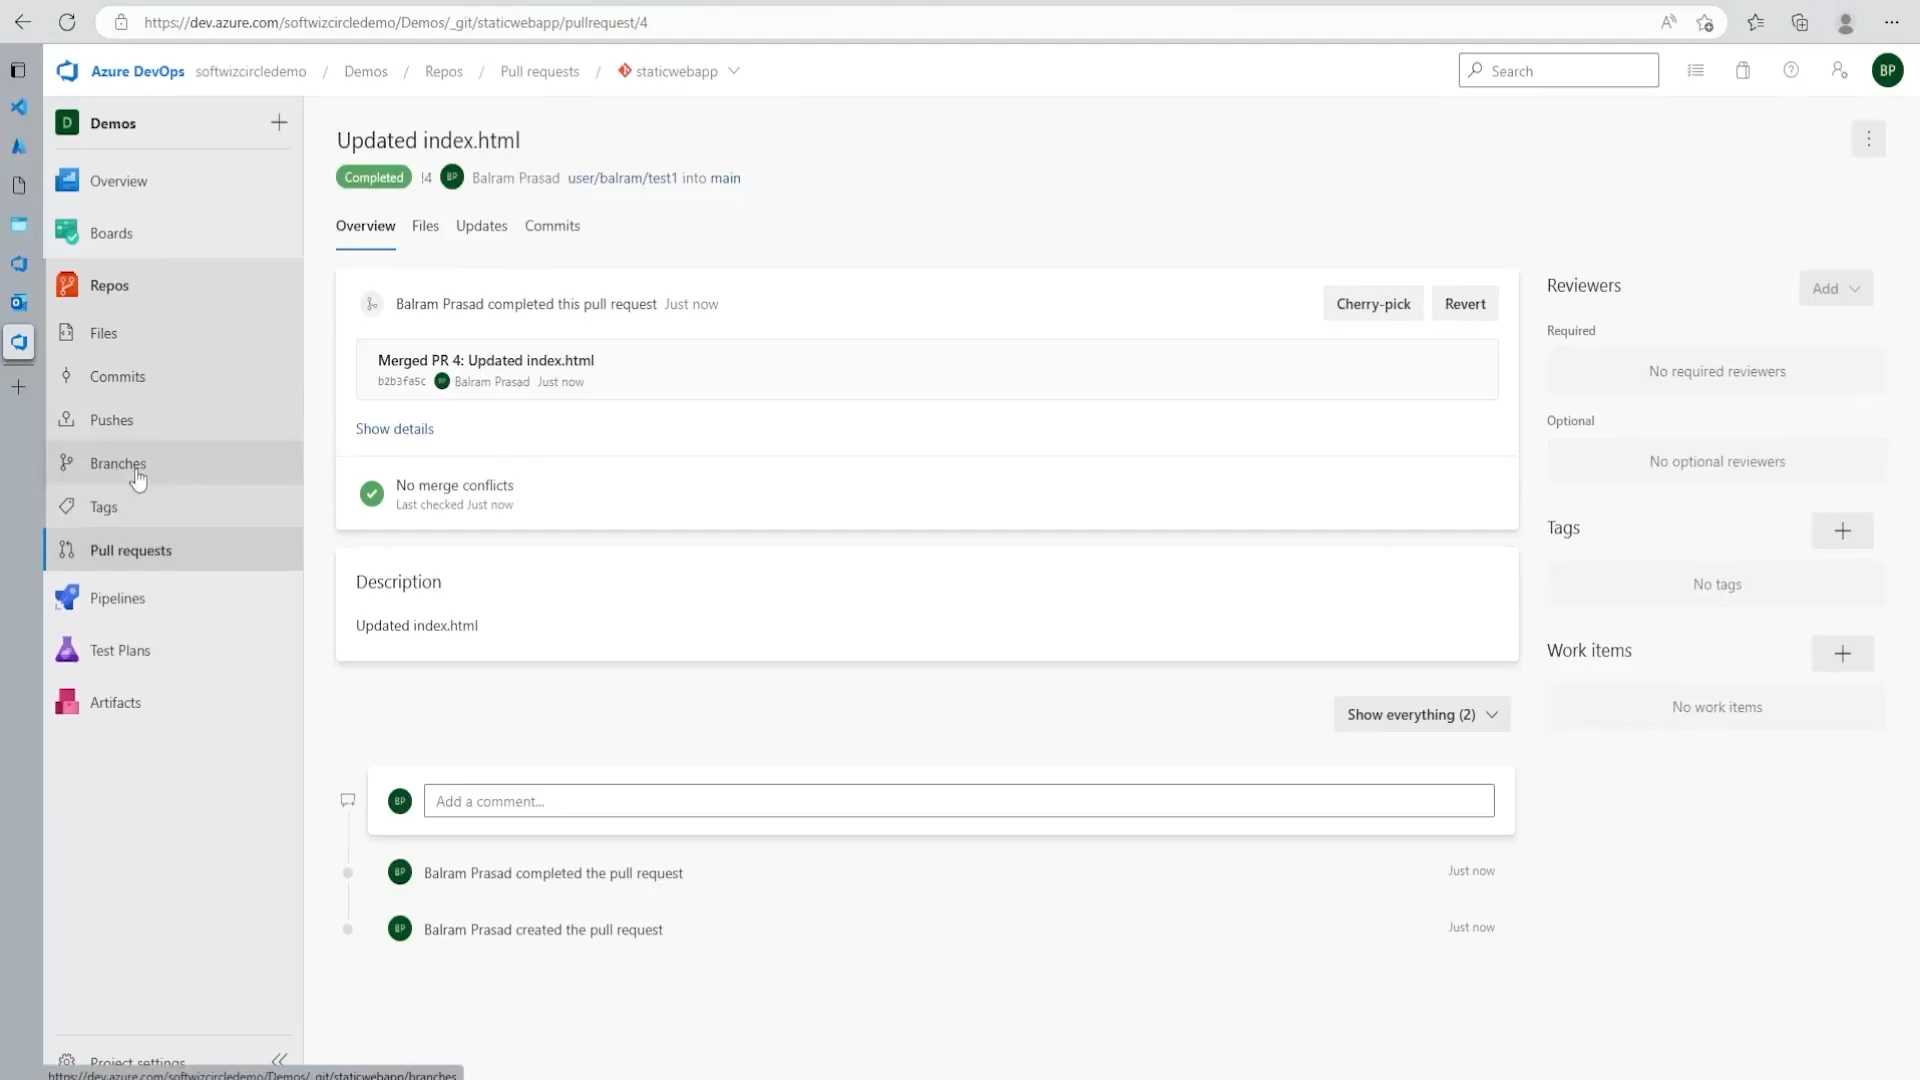 https://dev.azure.com/softwizcircledemo/Demos/_git/staticwebapp/pullrequest/4
Azure DevOps softwizcircledemo / Demos / Repos / Pull requests / staticwebapp
Search
BP
D Demos
Overview
Boards
Repos
Files
Commits
Pushes
Branches
Tags
Pull requests
Pipelines
Test Plans
Artifacts
Project settings
https://dev.azure.com/softwizcircledemo/Demos/_git/staticwebapp/branches
Updated index.html
Completed !4 BP Balram Prasad user/balram/test1 into main
Overview Files Updates Commits
Balram Prasad completed this pull request Just now
Cherry-pick Revert
Merged PR 4: Updated index.html
b2b3fa5c Balram Prasad Just now
Show details
No merge conflicts
Last checked Just now
Description
Updated index.html
Show everything (2)
BP Add a comment...
BP Balram Prasad completed the pull request Just now
BP Balram Prasad created the pull request Just now
Reviewers Add
Required
No required reviewers
Optional
No optional reviewers
Tags
No tags
Work items
No work items